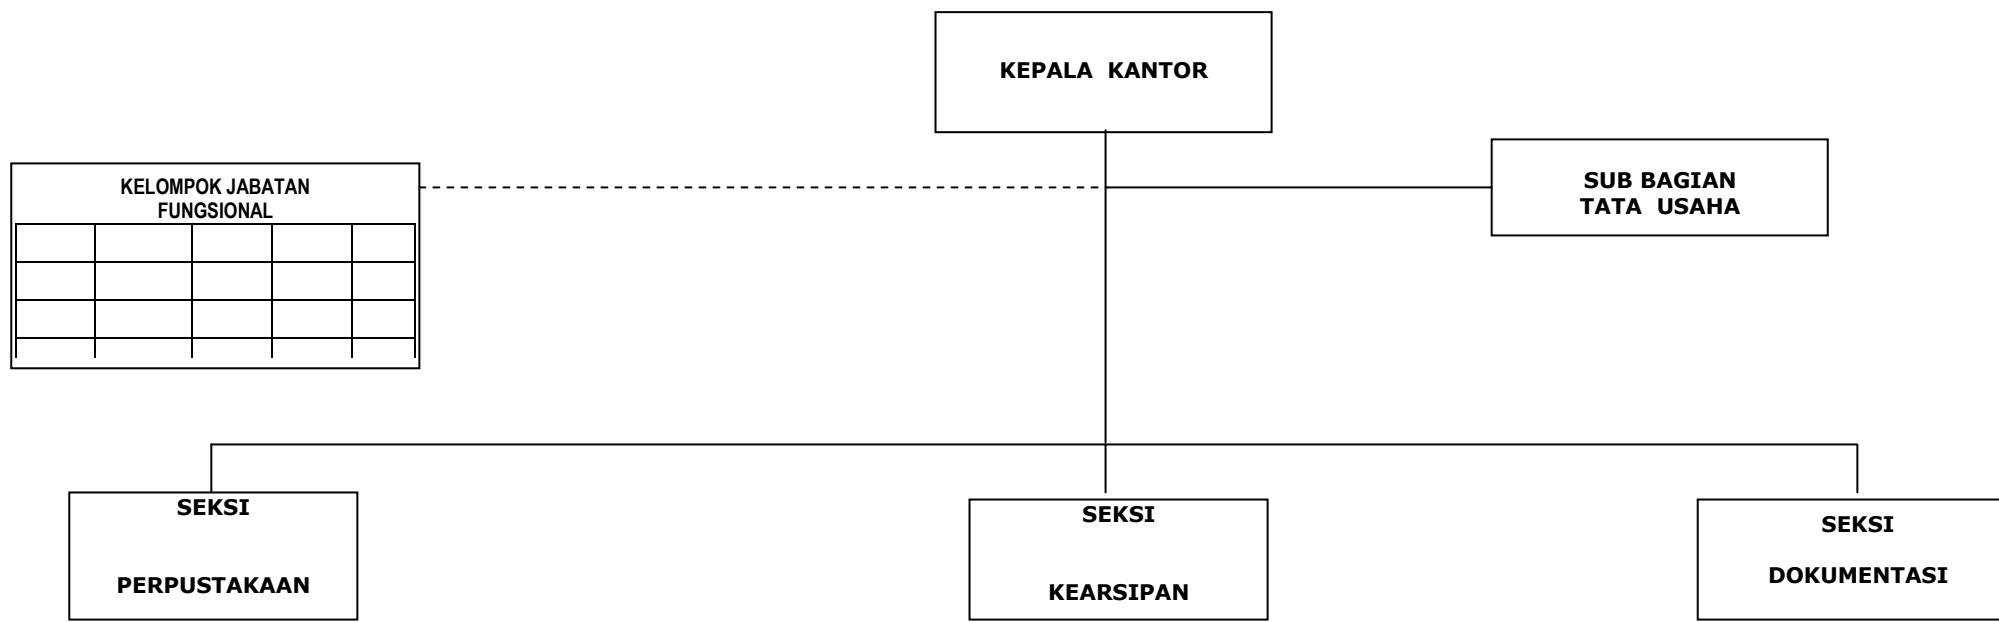 KEPALA KANTOR
KELOMPOK JABATAN
FUNGSIONAL
SUB BAGIAN
TATA USAHA
SEKSI
PERPUSTAKAAN
SEKSI
KEARSIPAN
SEKSI
DOKUMENTASI